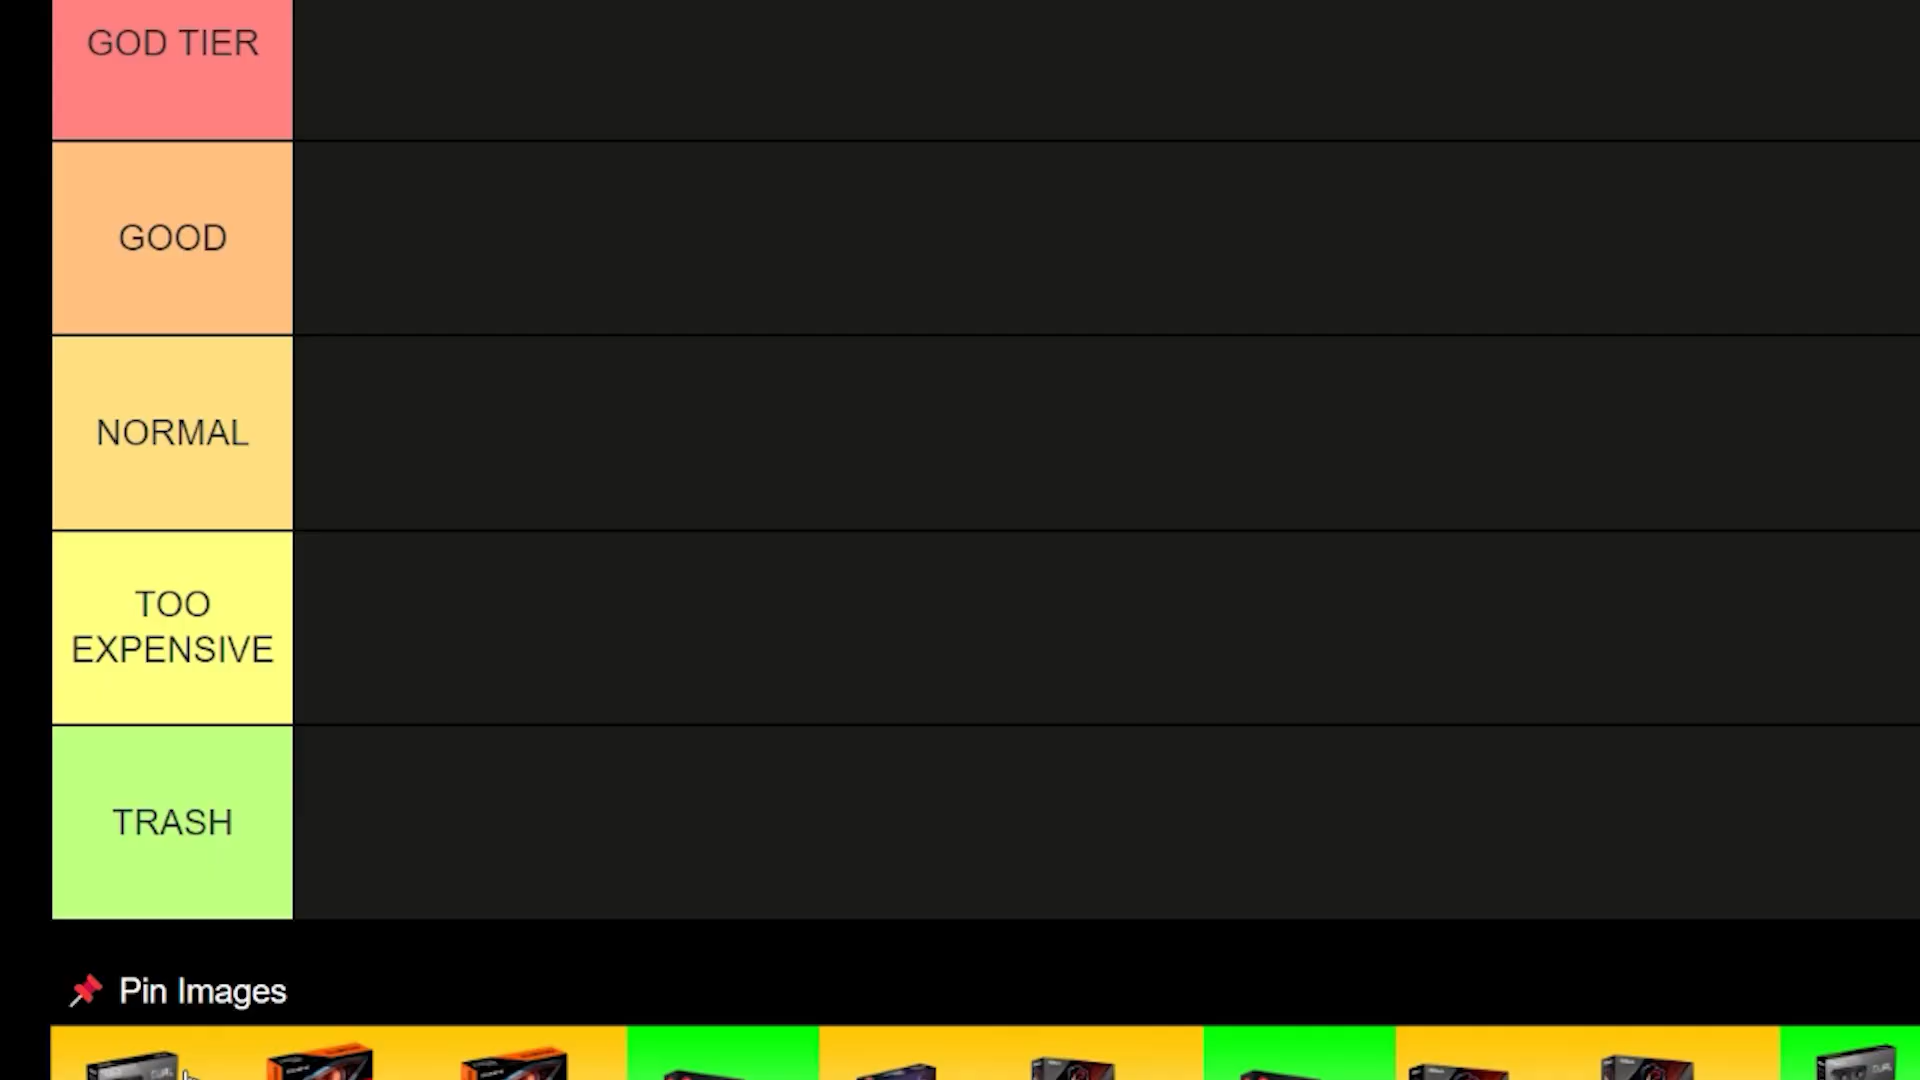 GOD TIER
GOOD
NORMAL
TOO
EXPENSIVE
TRASH
Pin Images